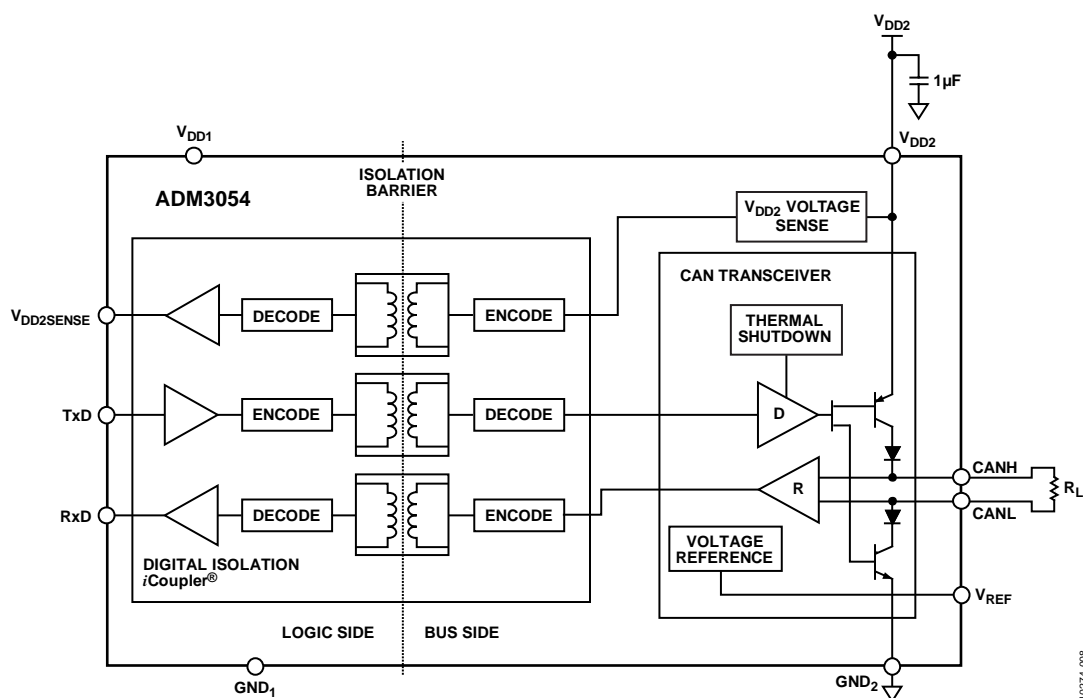 VDD2
1µF
VDD1
VDD2
ADM3054
ISOLATION
BARRIER
VDD2 VOLTAGE
SENSE
CAN TRANSCEIVER
VDD2SENSE
DECODE
ENCODE
THERMAL
SHUTDOWN
TxD
ENCODE
DECODE
D
CANH
RL
CANL
R
RxD
DECODE
ENCODE
VOLTAGE
REFERENCE
DIGITAL ISOLATION
iCoupler®
VREF
LOGIC SIDE
BUS SIDE
GND1
GND2
10274-008